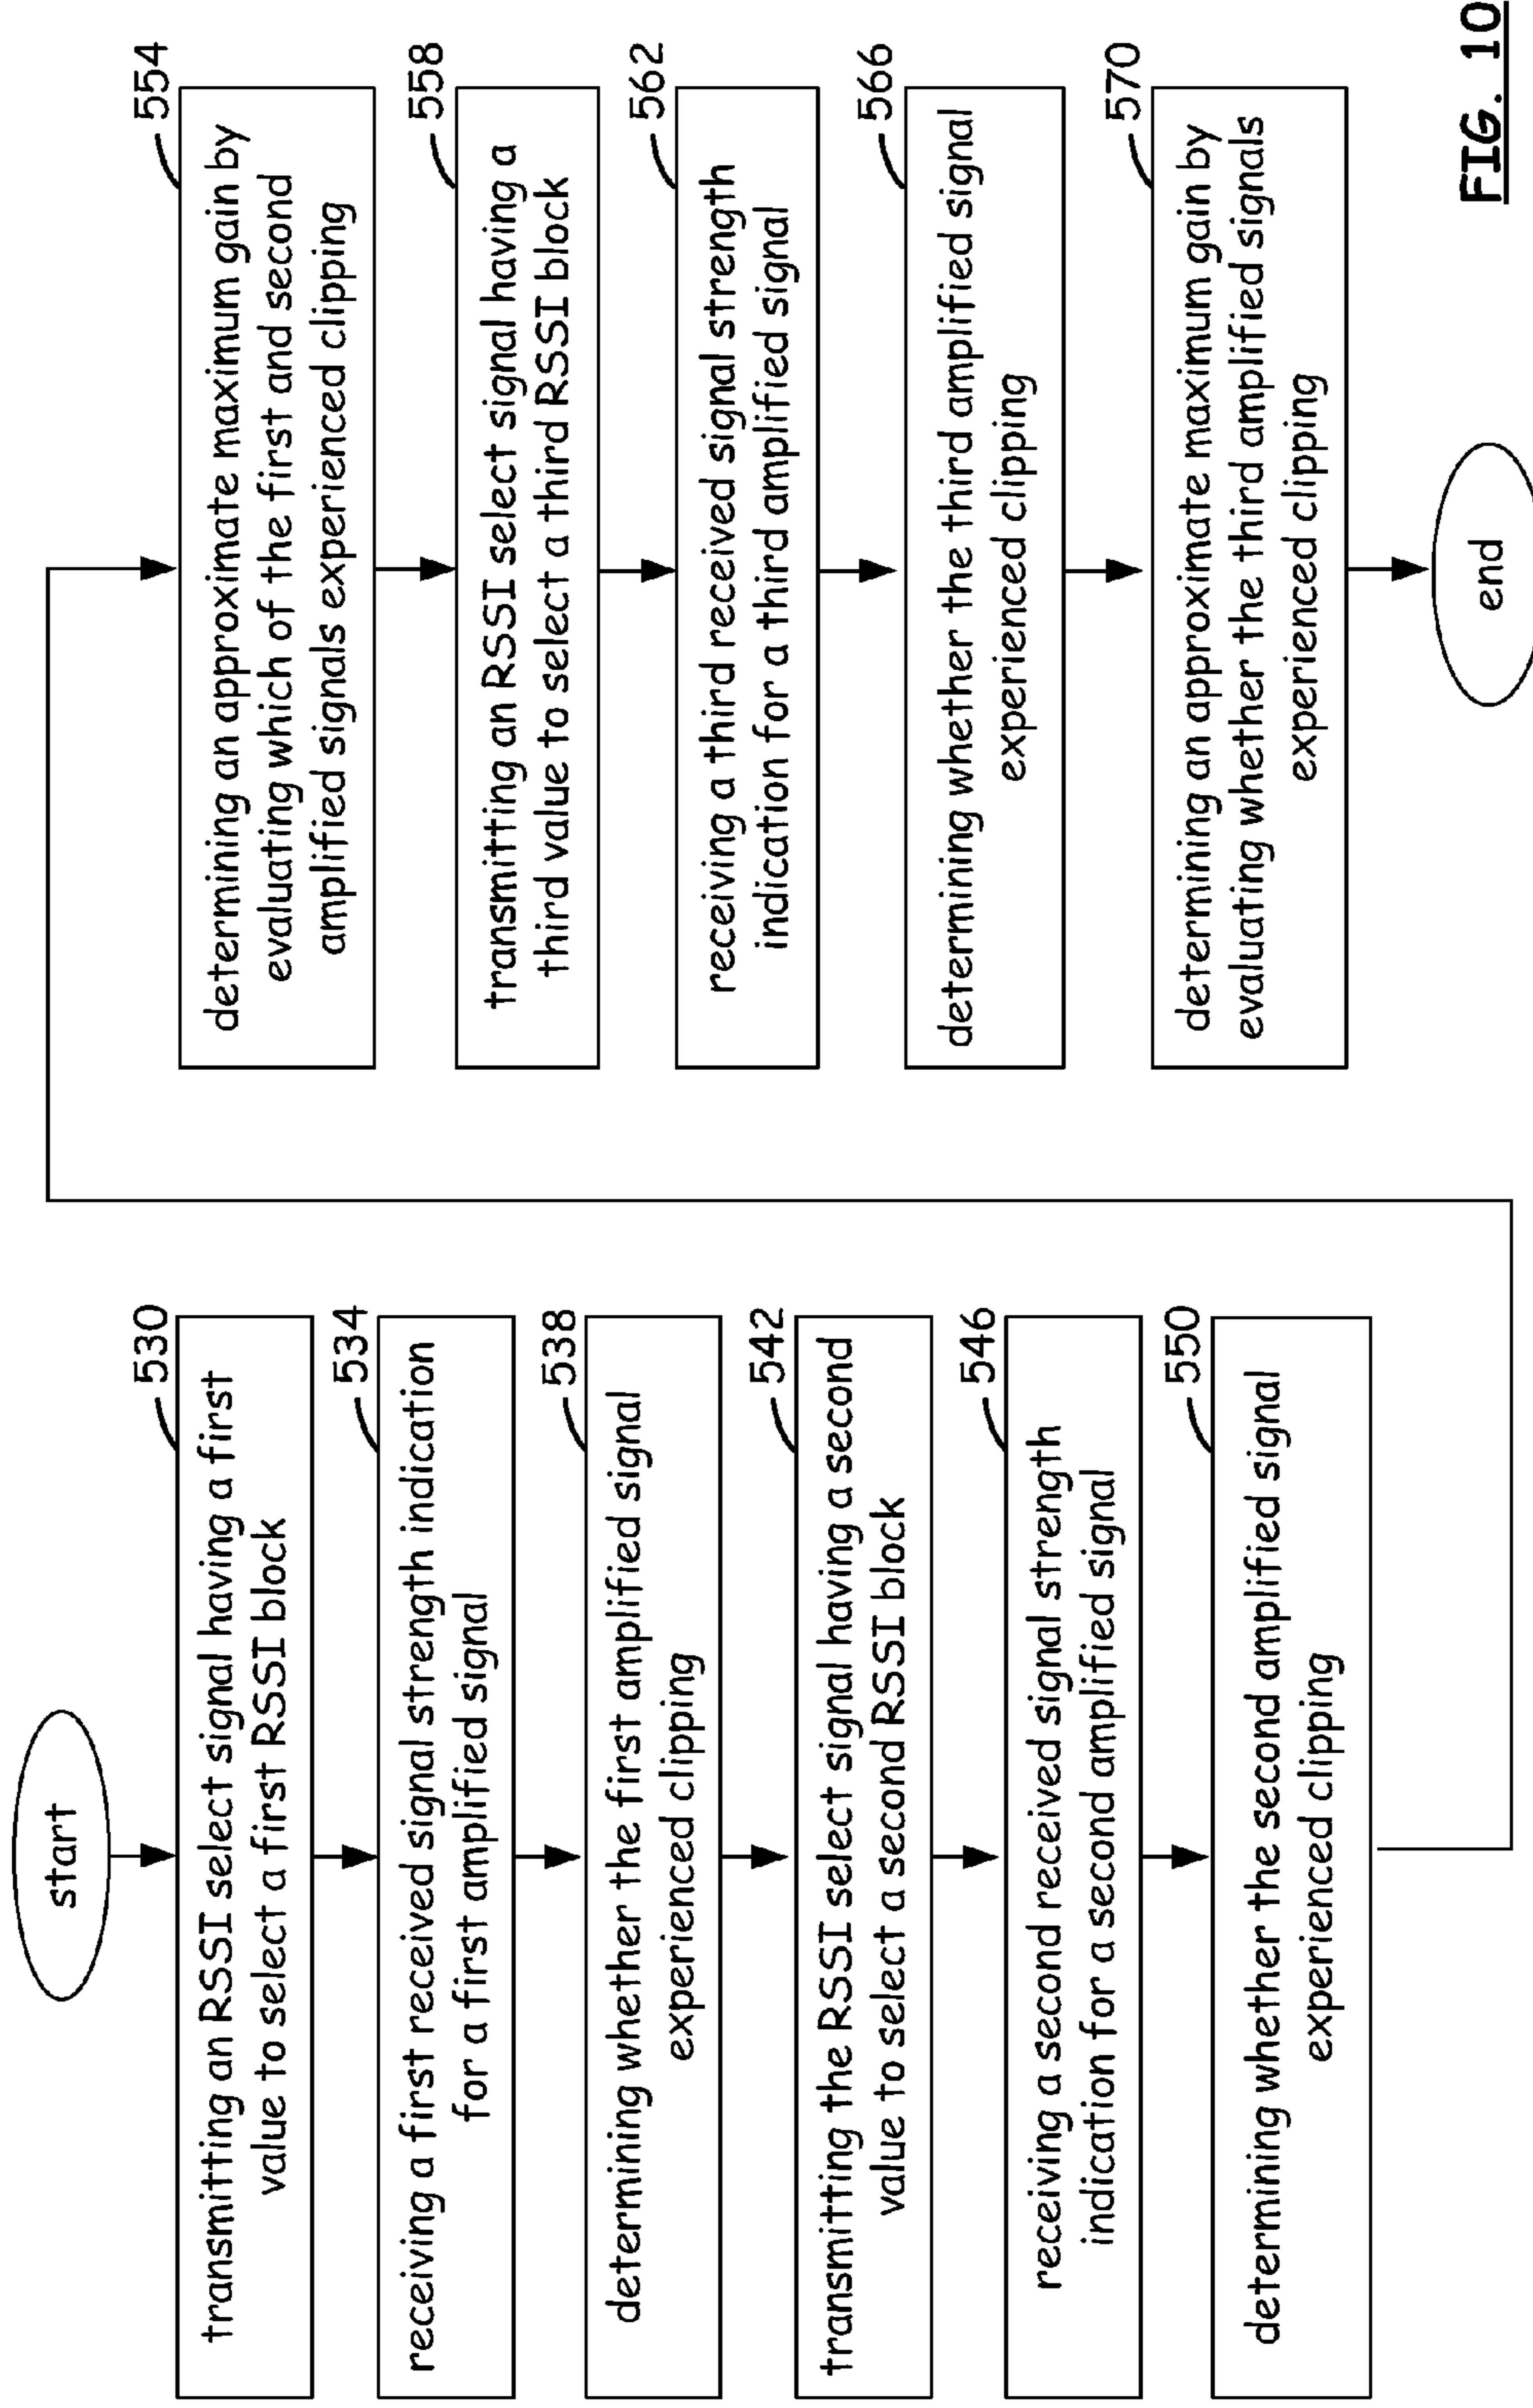 start
530
transmitting an RSSI select signal having a first
value to select a first RSSI block
534
receiving a first received signal strength indication
for a first amplified signal
538
determining whether the first amplified signal
experienced clipping
542
transmitting the RSSI select signal having a second
value to select a second RSSI block
546
receiving a second received signal strength
indication for a second amplified signal
550
determining whether the second amplified signal
experienced clipping
554
determining an approximate maximum gain by
evaluating which of the first and second
amplified signals experienced clipping
558
transmitting an RSSI select signal having a
third value to select a third RSSI block
562
receiving a third received signal strength
indication for a third amplified signal
566
determining whether the third amplified signal
experienced clipping
570
determining an approximate maximum gain by
evaluating whether the third amplified signals
experienced clipping
end
FIG. 10